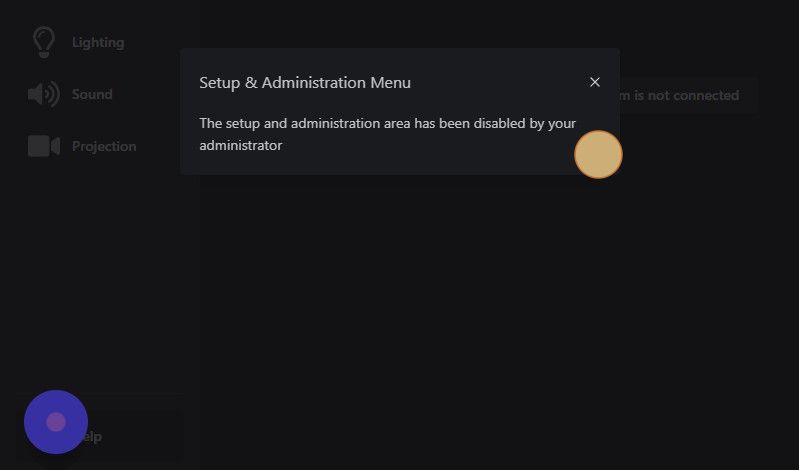 Lighting
Sound
Projection
Setup & Administration Menu
The setup and administration area has been disabled by your
administrator
is not connected